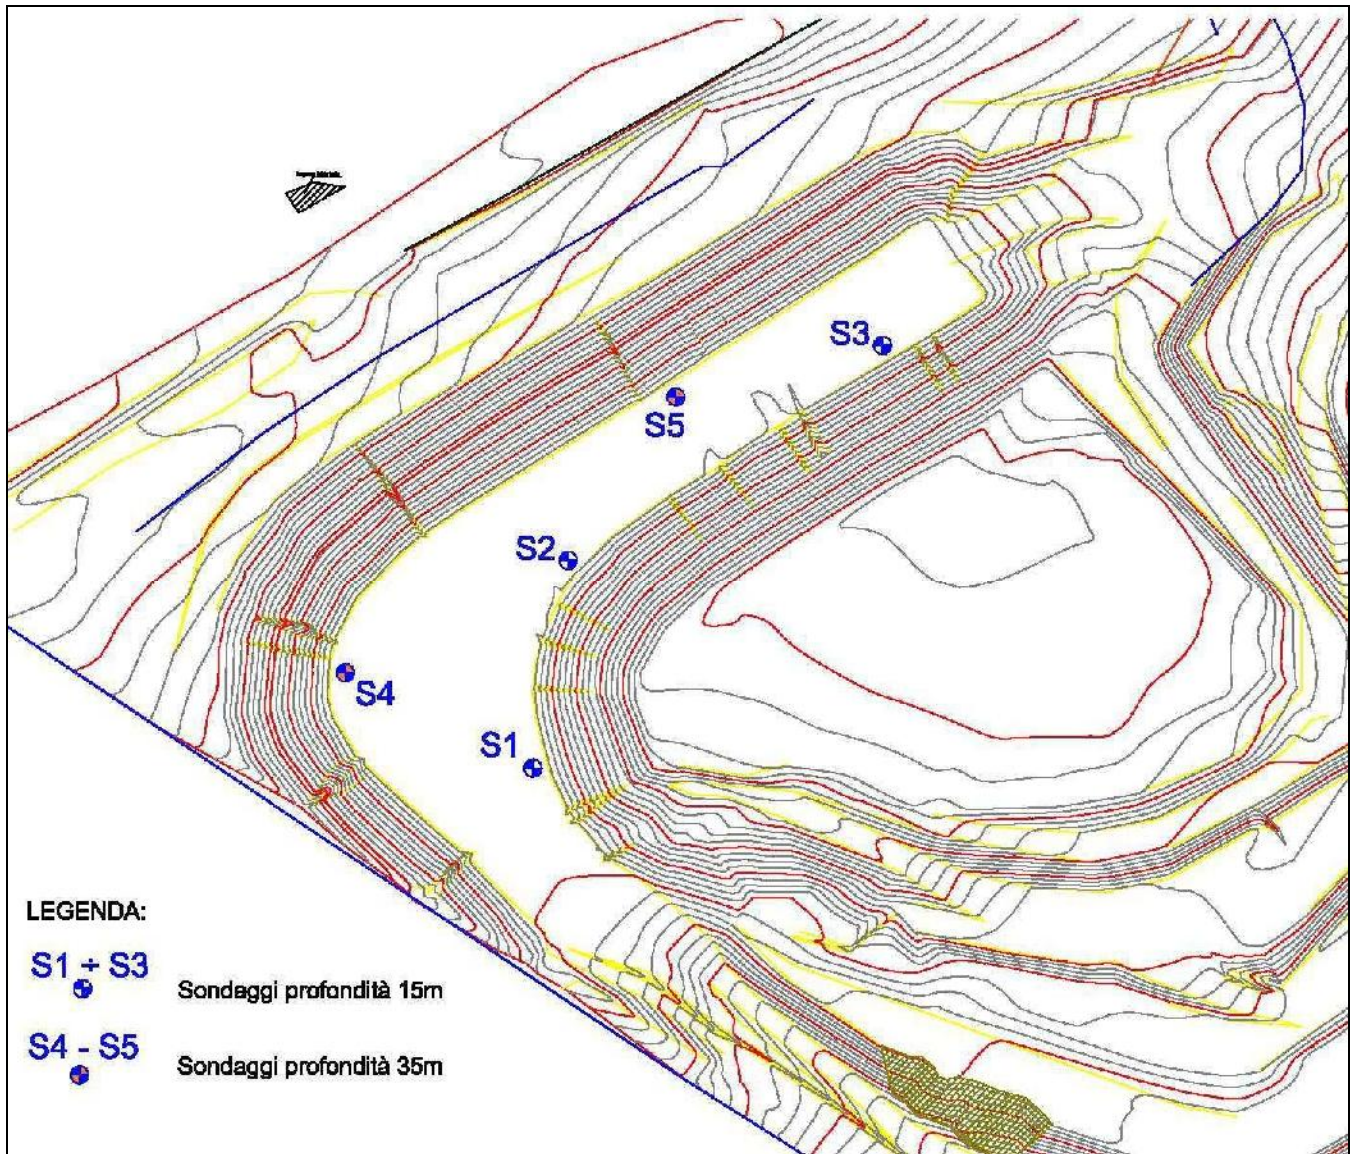 S3
S5
S2
S4
S1
LEGENDA:
S1 ÷ S3
Sondaggi profondità 15m
S4 - S5
Sondaggi profondità 35m